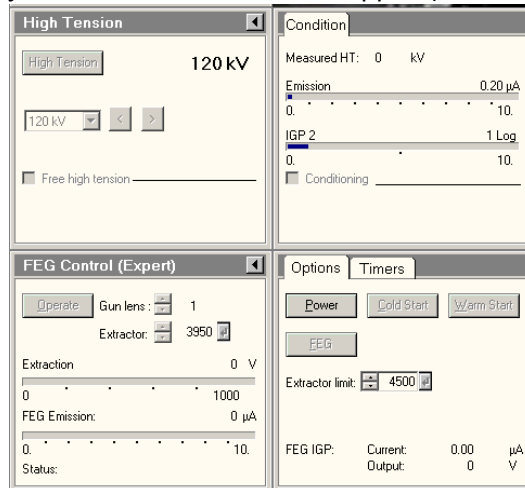 High Tension
High Tension 120 kV
120 kV < >
Free high tension
Condition
Measured HT: 0 kV
Emission 0.20 µA
0. 10.
IGP 2 1 Log
0. 10.
Conditioning
FEG Control (Expert)
Operate Gun lens : 1
Extractor: 3950
Extraction 0 V
0 1000
FEG Emission: 0 µA
0. 10.
Status:
Options Timers
Power Cold Start Warm Start
FEG
Extractor limit: 4500
FEG IGP: Current: 0.00 µA
Output: 0 V